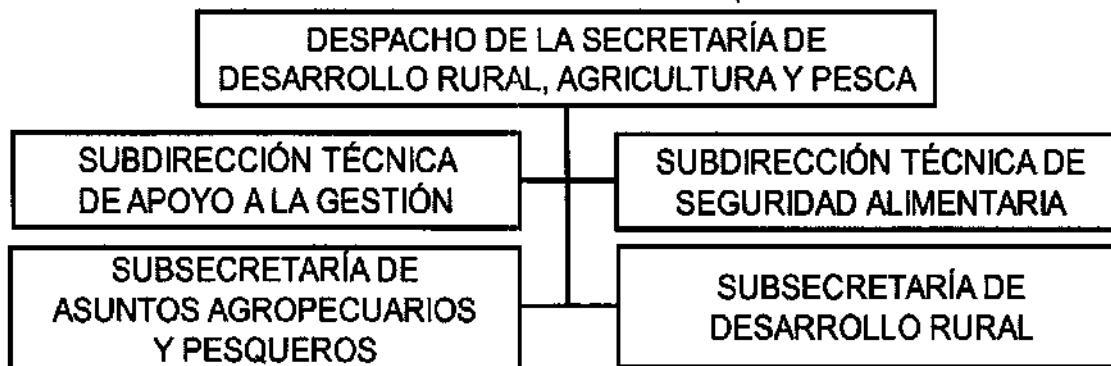 DESPACHO DE LA SECRETARÍA DE
DESARROLLO RURAL, AGRICULTURA Y PESCA
SUBDIRECCIÓN TÉCNICA
DE APOYO A LA GESTIÓN
SUBDIRECCIÓN TÉCNICA DE
SEGURIDAD ALIMENTARIA
SUBSECRETARÍA DE
ASUNTOS AGROPECUARIOS
Y PESQUEROS
SUBSECRETARÍA DE
DESARROLLO RURAL